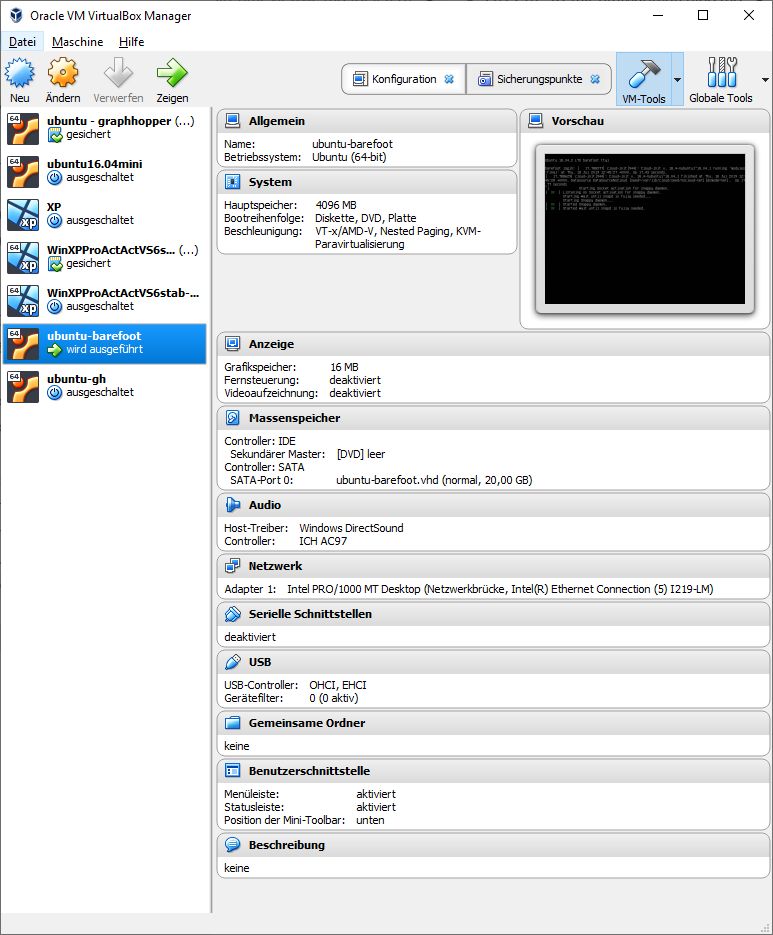 Oracle VM VirtualBox Manager
Datei Maschine Hilfe
Neu Ändern Verwerfen Zeigen
Konfiguration Sicherungspunkte
VM-Tools Globale Tools
64 ubuntu - graphhopper (...)
gesichert
64 ubuntu16.04mini
ausgeschaltet
XP
ausgeschaltet
64 WinXPProActActVS6s... (...)
gesichert
64 WinXPProActActVS6stab-...
ausgeschaltet
64 ubuntu-barefoot
wird ausgeführt
64 ubuntu-gh
ausgeschaltet
Allgemein
Name: ubuntu-barefoot
Betriebssystem: Ubuntu (64-bit)
System
Hauptspeicher: 4096 MB
Bootreihenfolge: Diskette, DVD, Platte
Beschleunigung: VT-x/AMD-V, Nested Paging, KVM-
Paravirtualisierung
Vorschau
Anzeige
Grafikspeicher: 16 MB
Fernsteuerung: deaktiviert
Videoaufzeichnung: deaktiviert
Massenspeicher
Controller: IDE
Sekundärer Master: [DVD] leer
Controller: SATA
SATA-Port 0: ubuntu-barefoot.vhd (normal, 20,00 GB)
Audio
Host-Treiber: Windows DirectSound
Controller: ICH AC97
Netzwerk
Adapter 1: Intel PRO/1000 MT Desktop (Netzwerkbrücke, Intel(R) Ethernet Connection (5) I219-LM)
Serielle Schnittstellen
deaktiviert
USB
USB-Controller: OHCI, EHCI
Gerätefilter: 0 (0 aktiv)
Gemeinsame Ordner
keine
Benutzerschnittstelle
Menüleiste: aktiviert
Statusleiste: aktiviert
Position der Mini-Toolbar: unten
Beschreibung
keine